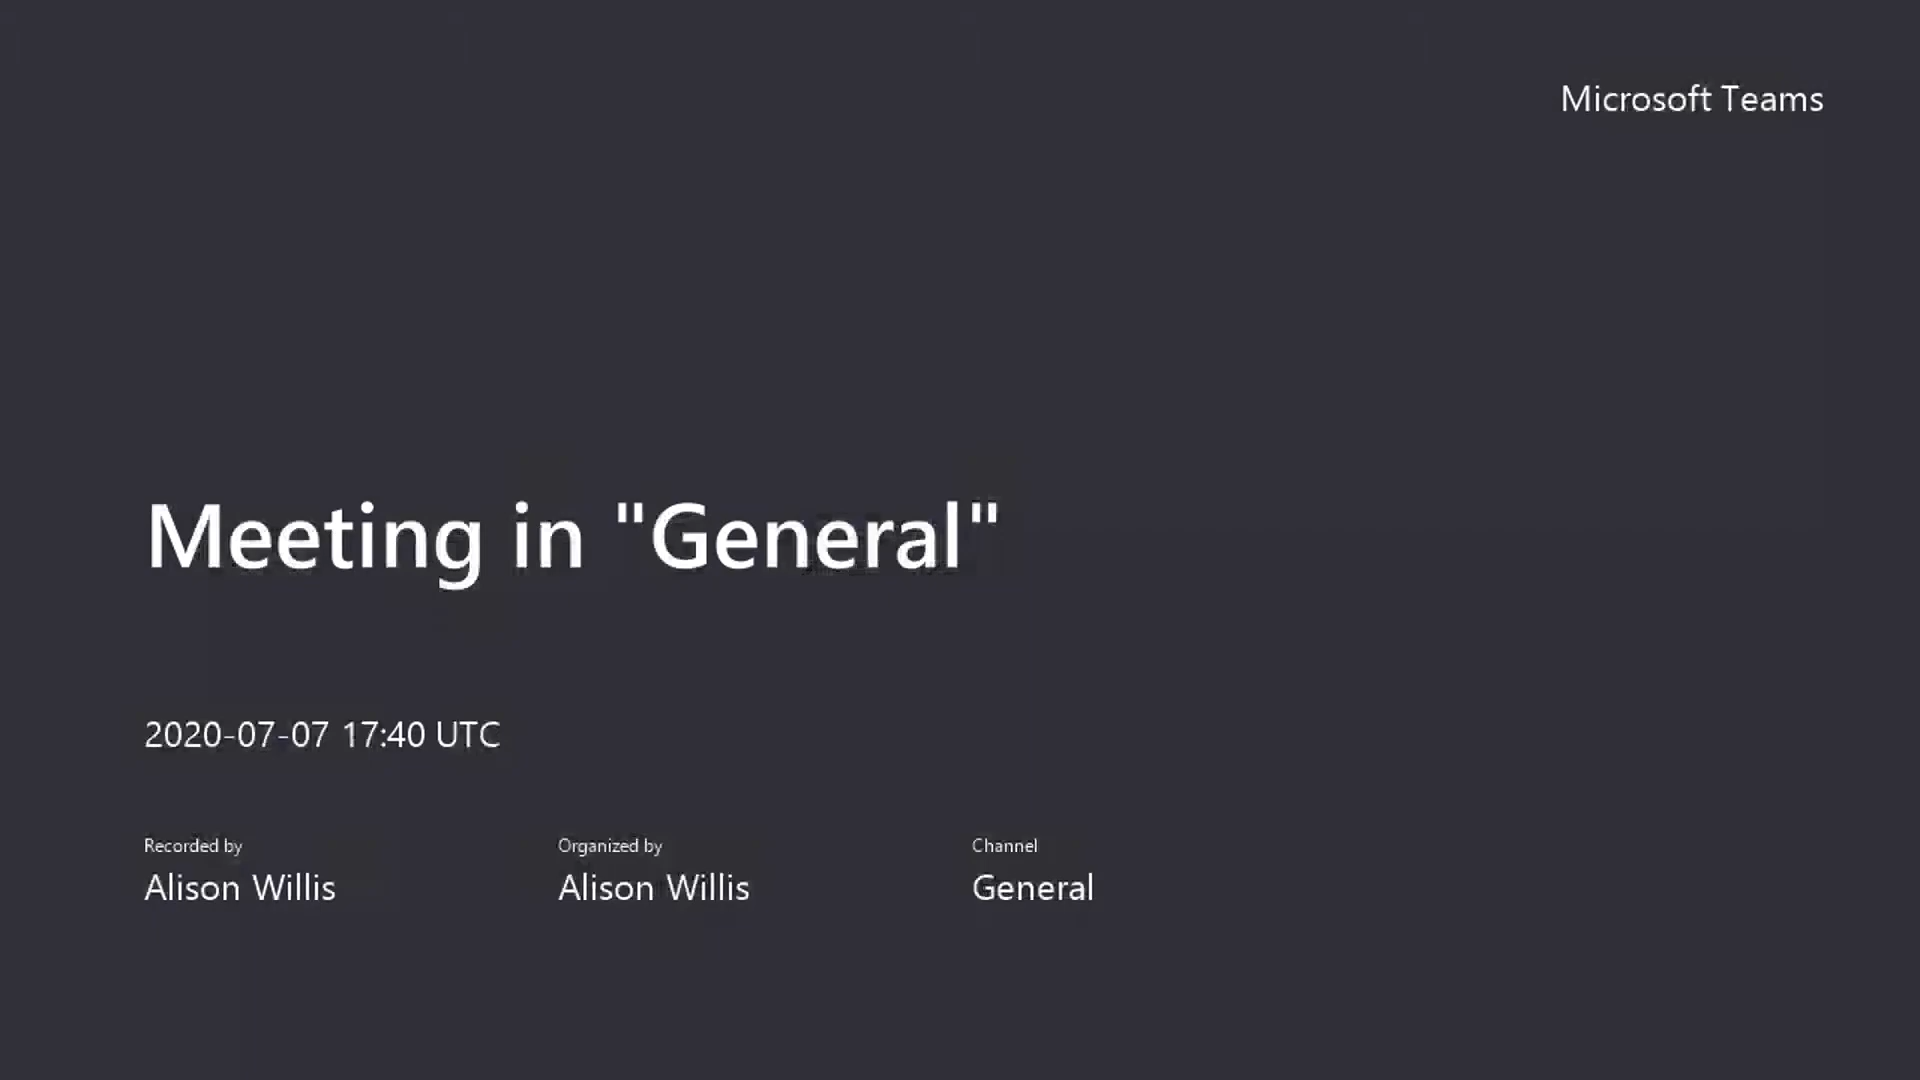 Microsoft Teams
Meeting in "General"
2020-07-07 17:40 UTC
Recorded by
Alison Willis
Organized by
Alison Willis
Channel
General